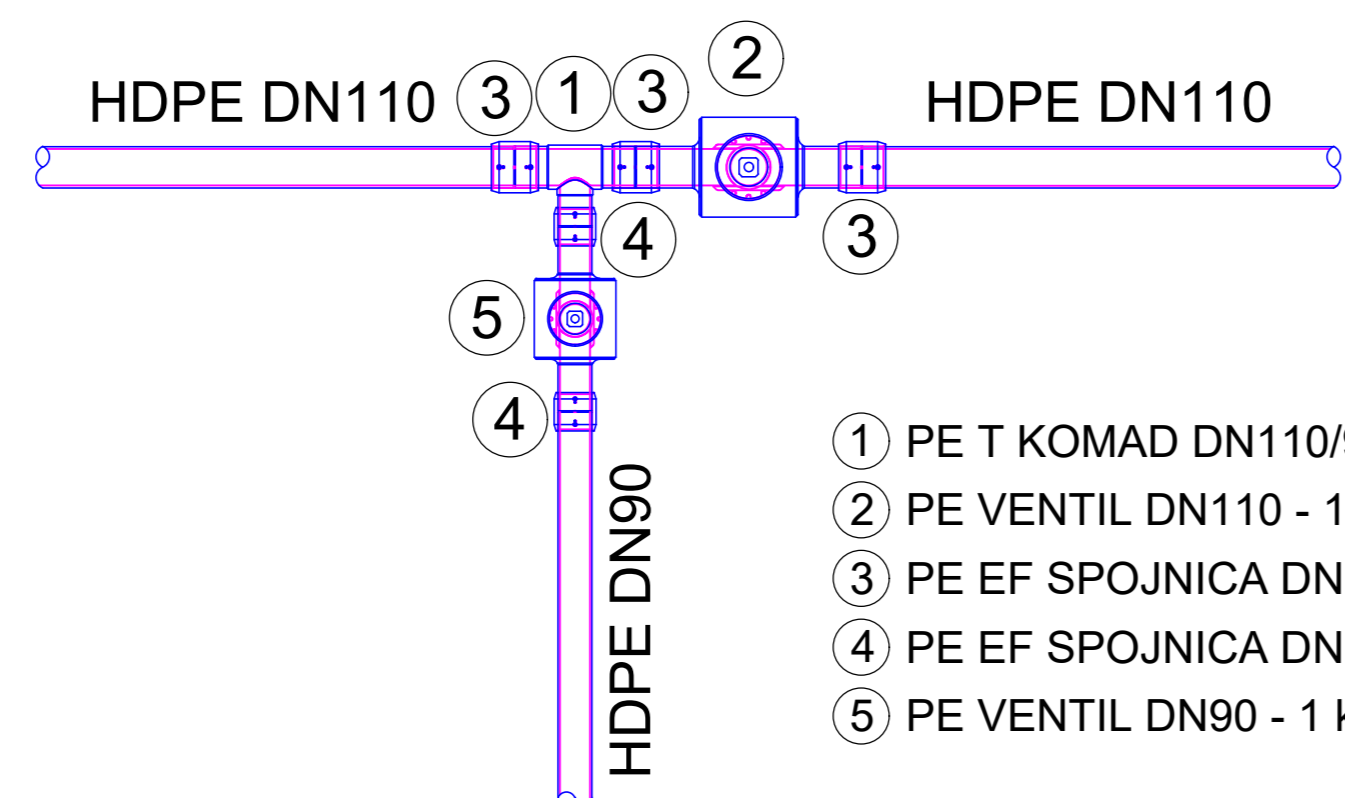 2
HDPE DN110 3 1 3 HDPE DN110
4 3
5
4
HDPE DN90
1 PE T KOMAD DN110/
2 PE VENTIL DN110 - 1
3 PE EF SPOJNICA DN
4 PE EF SPOJNICA DN
5 PE VENTIL DN90 - 1